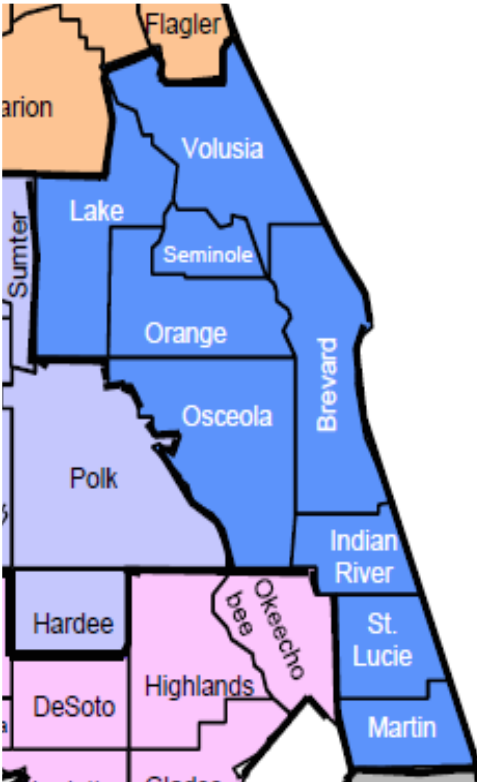 Flagler
arion
Volusia
Lake
Sumter
Seminole
Orange
Brevard
Osceola
Polk
Indian
River
Okeecho
bee
Hardee
St.
Lucie
Highlands
DeSoto
Martin